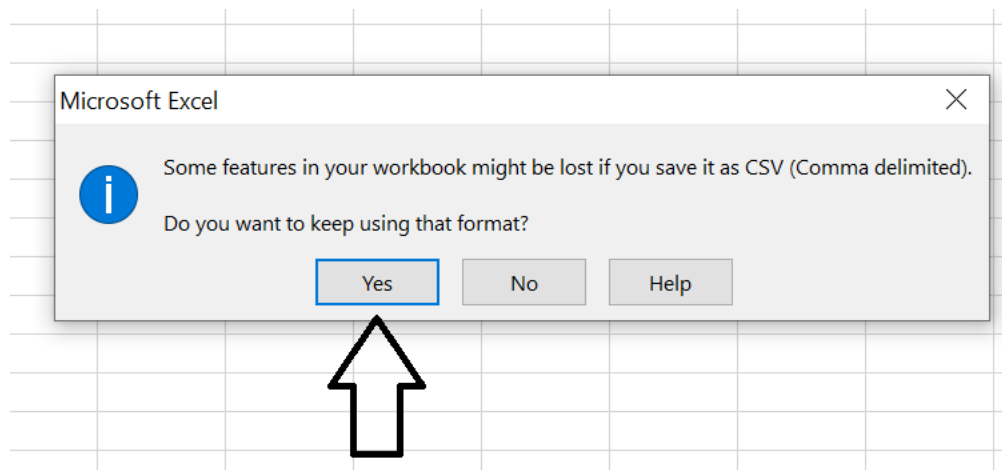 Microsoft Excel
Some features in your workbook might be lost if you save it as CSV (Comma delimited).
Do you want to keep using that format?
Yes No Help